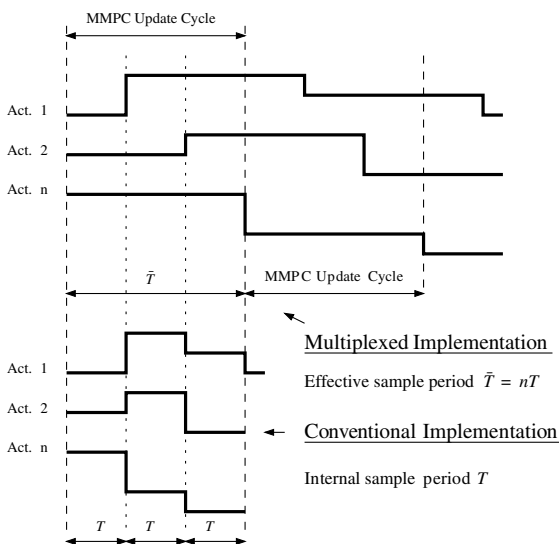 MMPC Update Cycle
Act. 1
Act. 2
Act. n
T̄
MMPC Update Cycle
Multiplexed Implementation
Act. 1
Effective sample period T̄ = nT
Act. 2
Conventional Implementation
Act. n
Internal sample period T
T T T